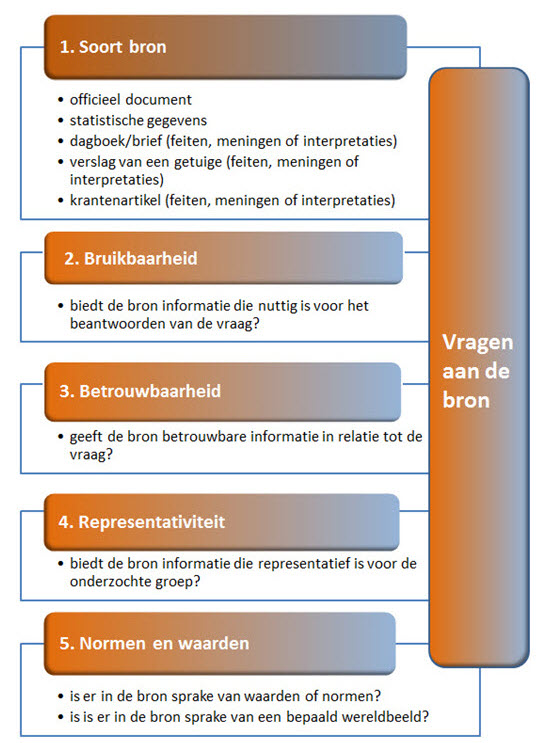 1. Soort bron
• officieel document
• statistische gegevens
• dagboek/brief (feiten, meningen of interpretaties)
• verslag van een getuige (feiten, meningen of
interpretaties)
• krantenartikel (feiten, meningen of interpretaties)
2. Bruikbaarheid
• biedt de bron informatie die nuttig is voor het
beantwoorden van de vraag?
3. Betrouwbaarheid
• geeft de bron betrouwbare informatie in relatie tot de
vraag?
4. Representativiteit
• biedt de bron informatie die representatief is voor de
onderzochte groep?
5. Normen en waarden
• is er in de bron sprake van waarden of normen?
• is is er in de bron sprake van een bepaald wereldbeeld?
Vragen
aan de
bron